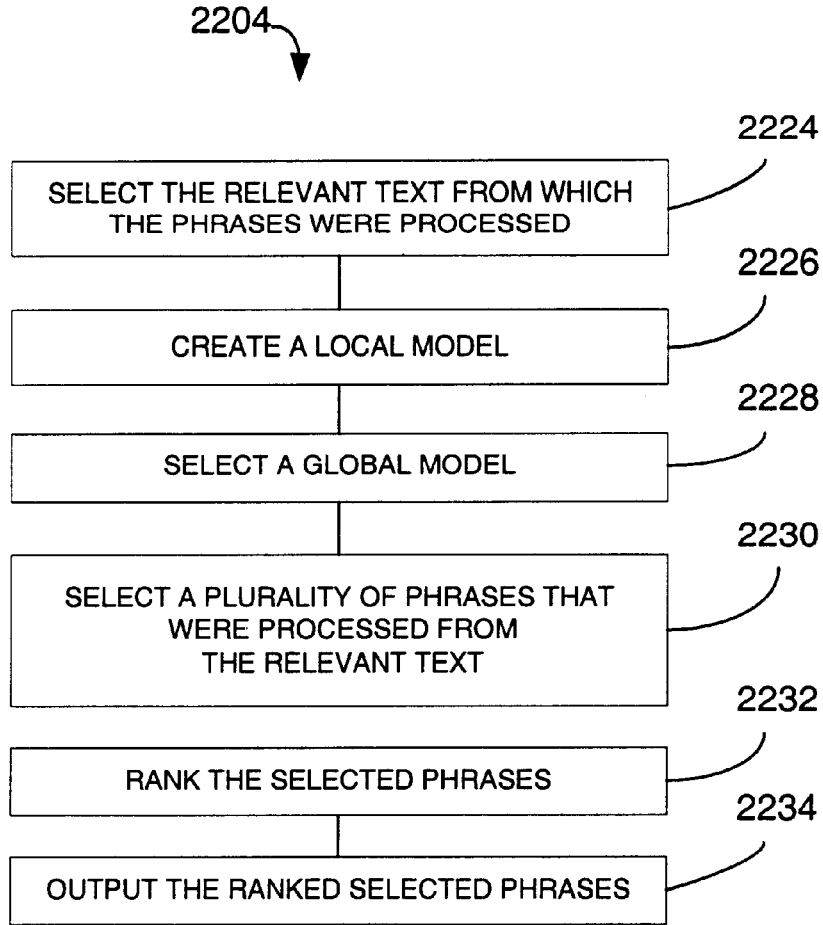 2204
2224
SELECT THE RELEVANT TEXT FROM WHICH
THE PHRASES WERE PROCESSED
2226
CREATE A LOCAL MODEL
2228
SELECT A GLOBAL MODEL
2230
SELECT A PLURALITY OF PHRASES THAT
WERE PROCESSED FROM
THE RELEVANT TEXT
2232
RANK THE SELECTED PHRASES
2234
OUTPUT THE RANKED SELECTED PHRASES